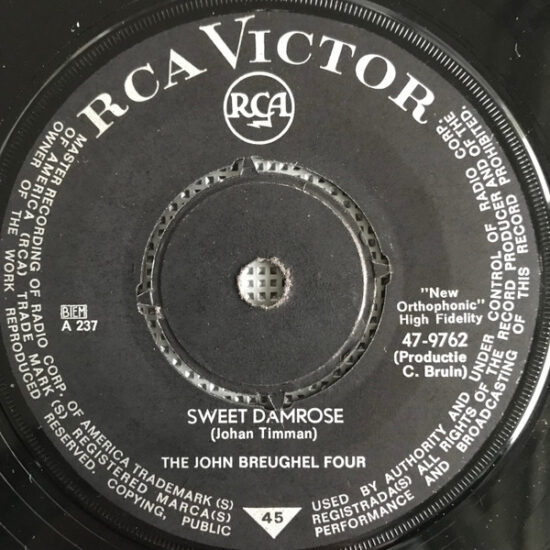 RCA VICTOR
RCA
BIEM
A 237
"New
Orthophonic"
High Fidelity
47-9762
(Productie
C. Bruin)
SWEET DAMROSE
(Johan Timman)
THE JOHN BREUGHEL FOUR
45
MASTER RECORDING OF RADIO CORP. OF AMERICA TRADEMARK (S)
OF AMERICA (RCA) TRADE MARK (S) REGISTERED MARCA(S)
OWNER OF THE WORK REPRODUCED RESERVED. COPYING, PUBLIC
USED BY AUTHORITY AND UNDER CONTROL OF RADIO CORP.
REGISTRADA(S) ALL RIGHTS OF THE RECORD PRODUCER AND OF THE
PERFORMANCE AND BROADCASTING OF THIS RECORD PROHIBITED.